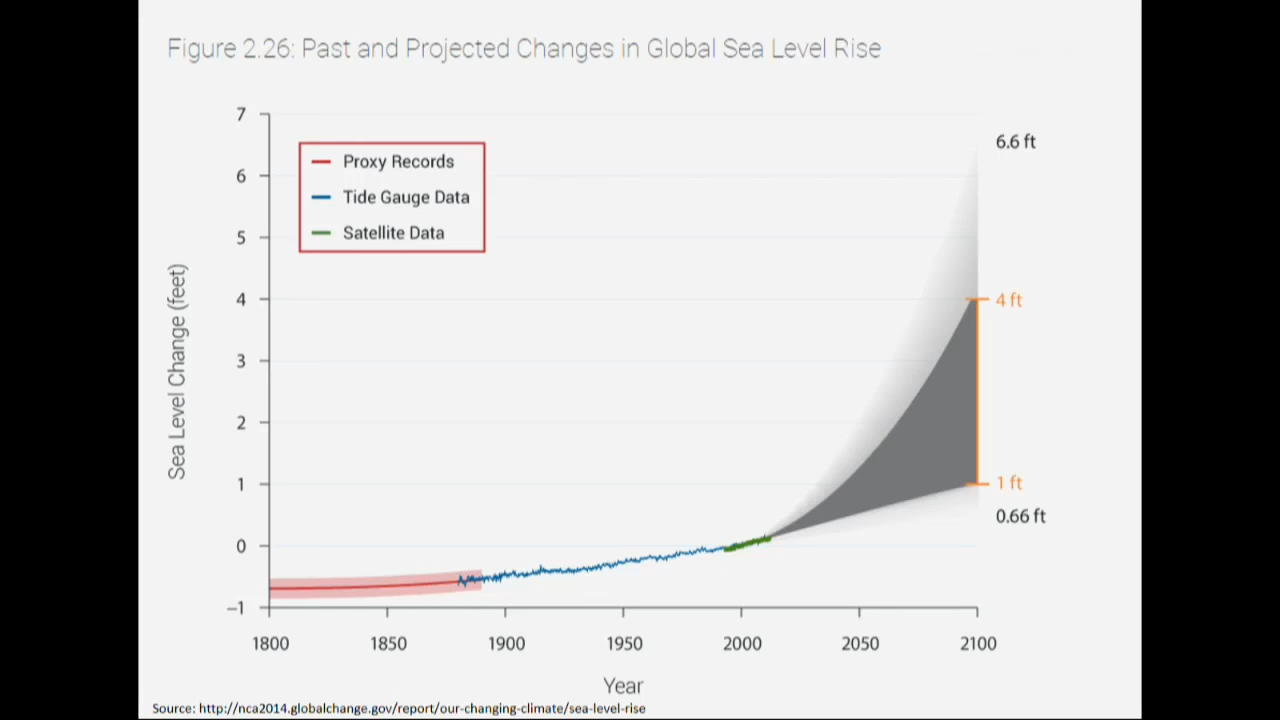 Figure 2.26: Past and Projected Changes in Global Sea Level Rise
7
6.6 ft
Proxy Records
6
Tide Gauge Data
Satellite Data
5
4
4 ft
Sea Level Change (feet)
3
2
1
1 ft
0.66 ft
0
−1
1800
1850
1900
1950
2000
2050
2100
Year
Source: http://nca2014.globalchange.gov/report/our-changing-climate/sea-level-rise